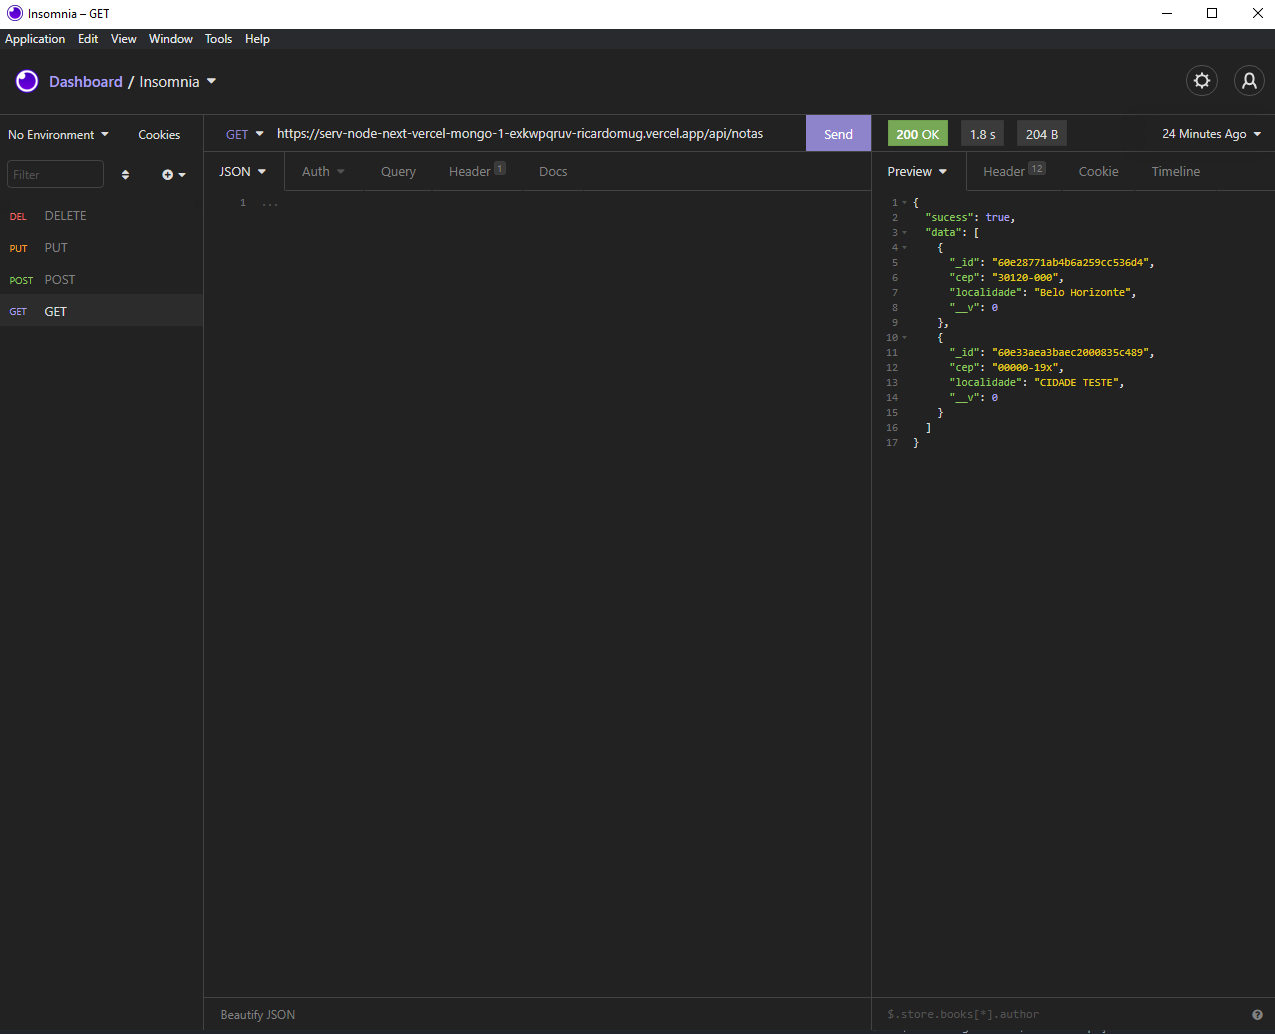 Insomnia – GET
Application Edit View Window Tools Help
Dashboard / Insomnia
No Environment Cookies
GET https://serv-node-next-vercel-mongo-1-exkwpqruv-ricardomug.vercel.app/api/notas Send
200 OK 1.8 s 204 B 24 Minutes Ago
Filter
JSON Auth Query Header 1 Docs
Preview Header 12 Cookie Timeline
DEL DELETE
PUT PUT
POST POST
GET GET
1 ...
1 {
2 "sucess": true,
3 "data": [
4 {
5 "_id": "60e28771ab4b6a259cc536d4",
6 "cep": "30120-000",
7 "localidade": "Belo Horizonte",
8 "__v": 0
9 },
10 {
11 "_id": "60e33aea3baec2000835c489",
12 "cep": "00000-19x",
13 "localidade": "CIDADE TESTE",
14 "__v": 0
15 }
16 ]
17 }
Beautify JSON
$.store.books[*].author